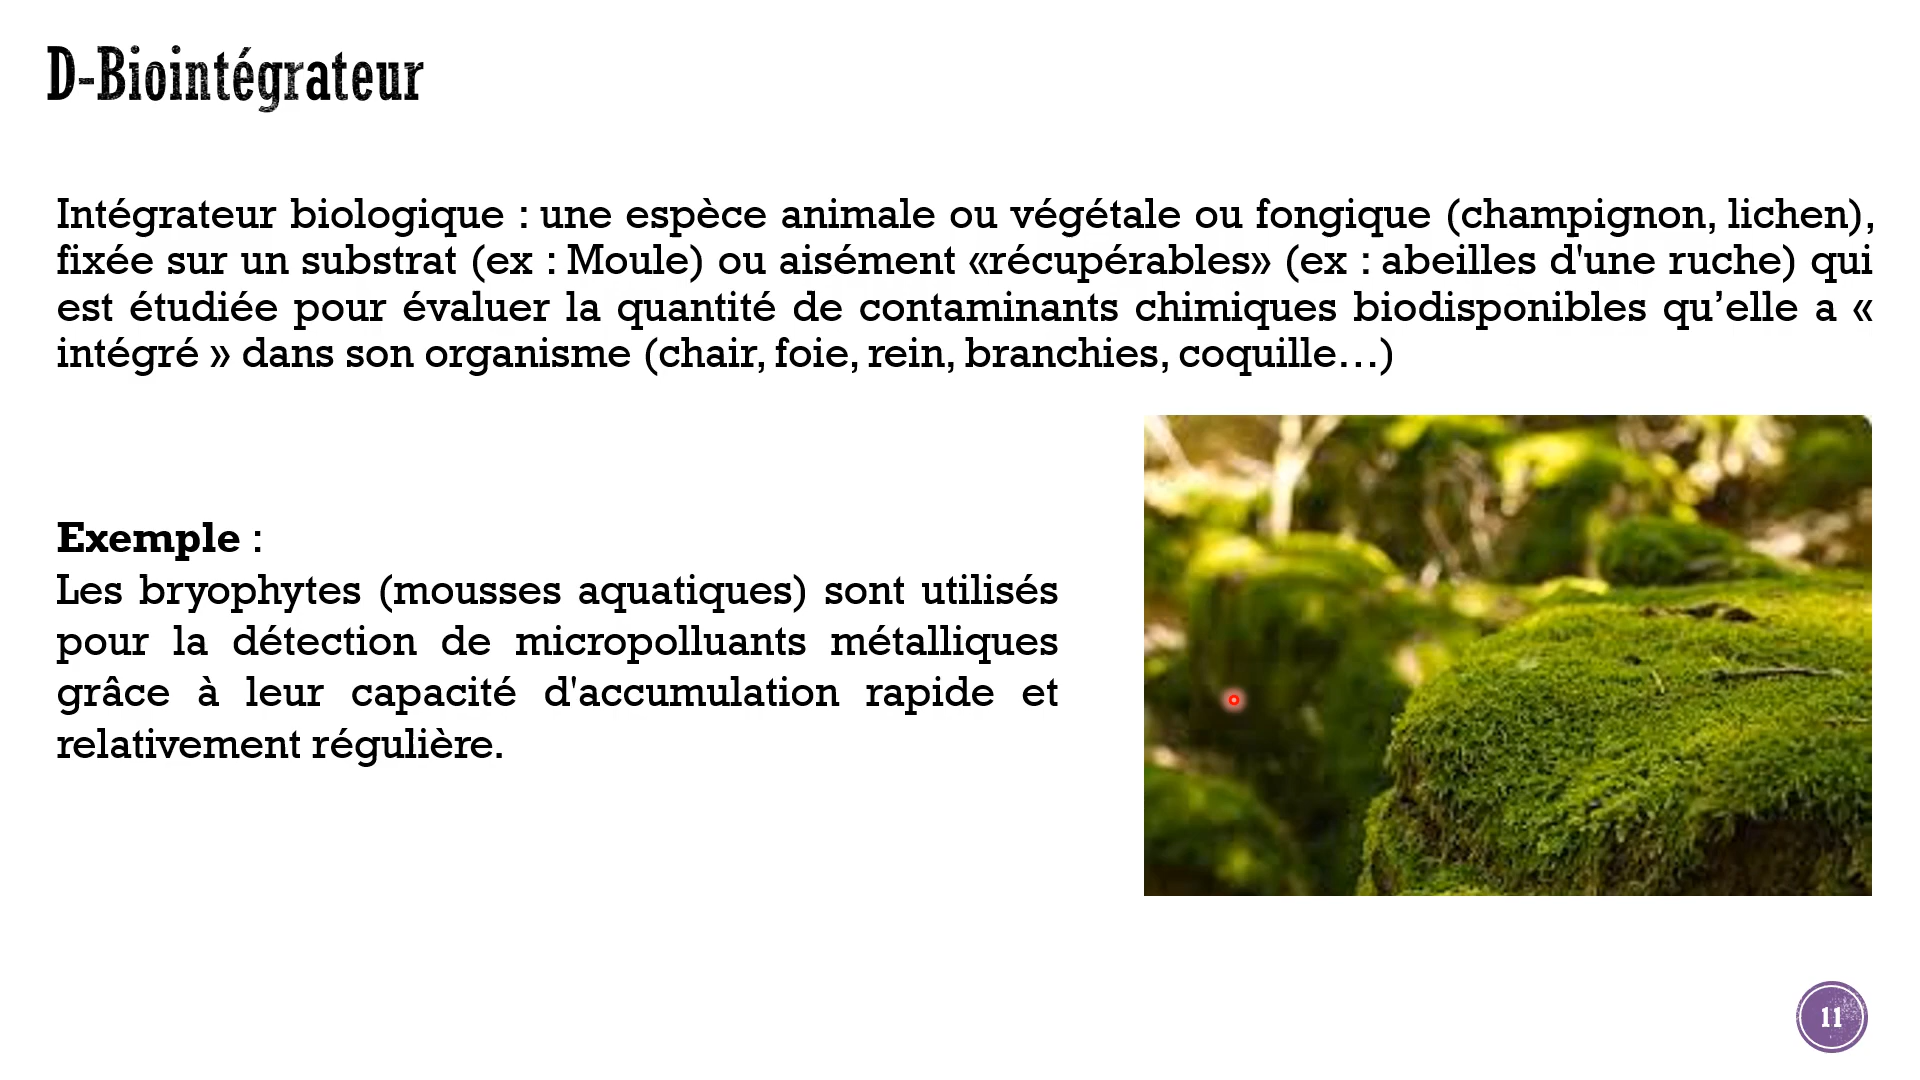 D-Biointégrateur
Intégrateur biologique : une espèce animale ou végétale ou fongique (champignon, lichen),
fixée sur un substrat (ex : Moule) ou aisément «récupérables» (ex : abeilles d'une ruche) qui
est étudiée pour évaluer la quantité de contaminants chimiques biodisponibles qu’elle a «
intégré » dans son organisme (chair, foie, rein, branchies, coquille…)
Exemple :
Les bryophytes (mousses aquatiques) sont utilisés
pour la détection de micropolluants métalliques
grâce à leur capacité d'accumulation rapide et
relativement régulière.
11